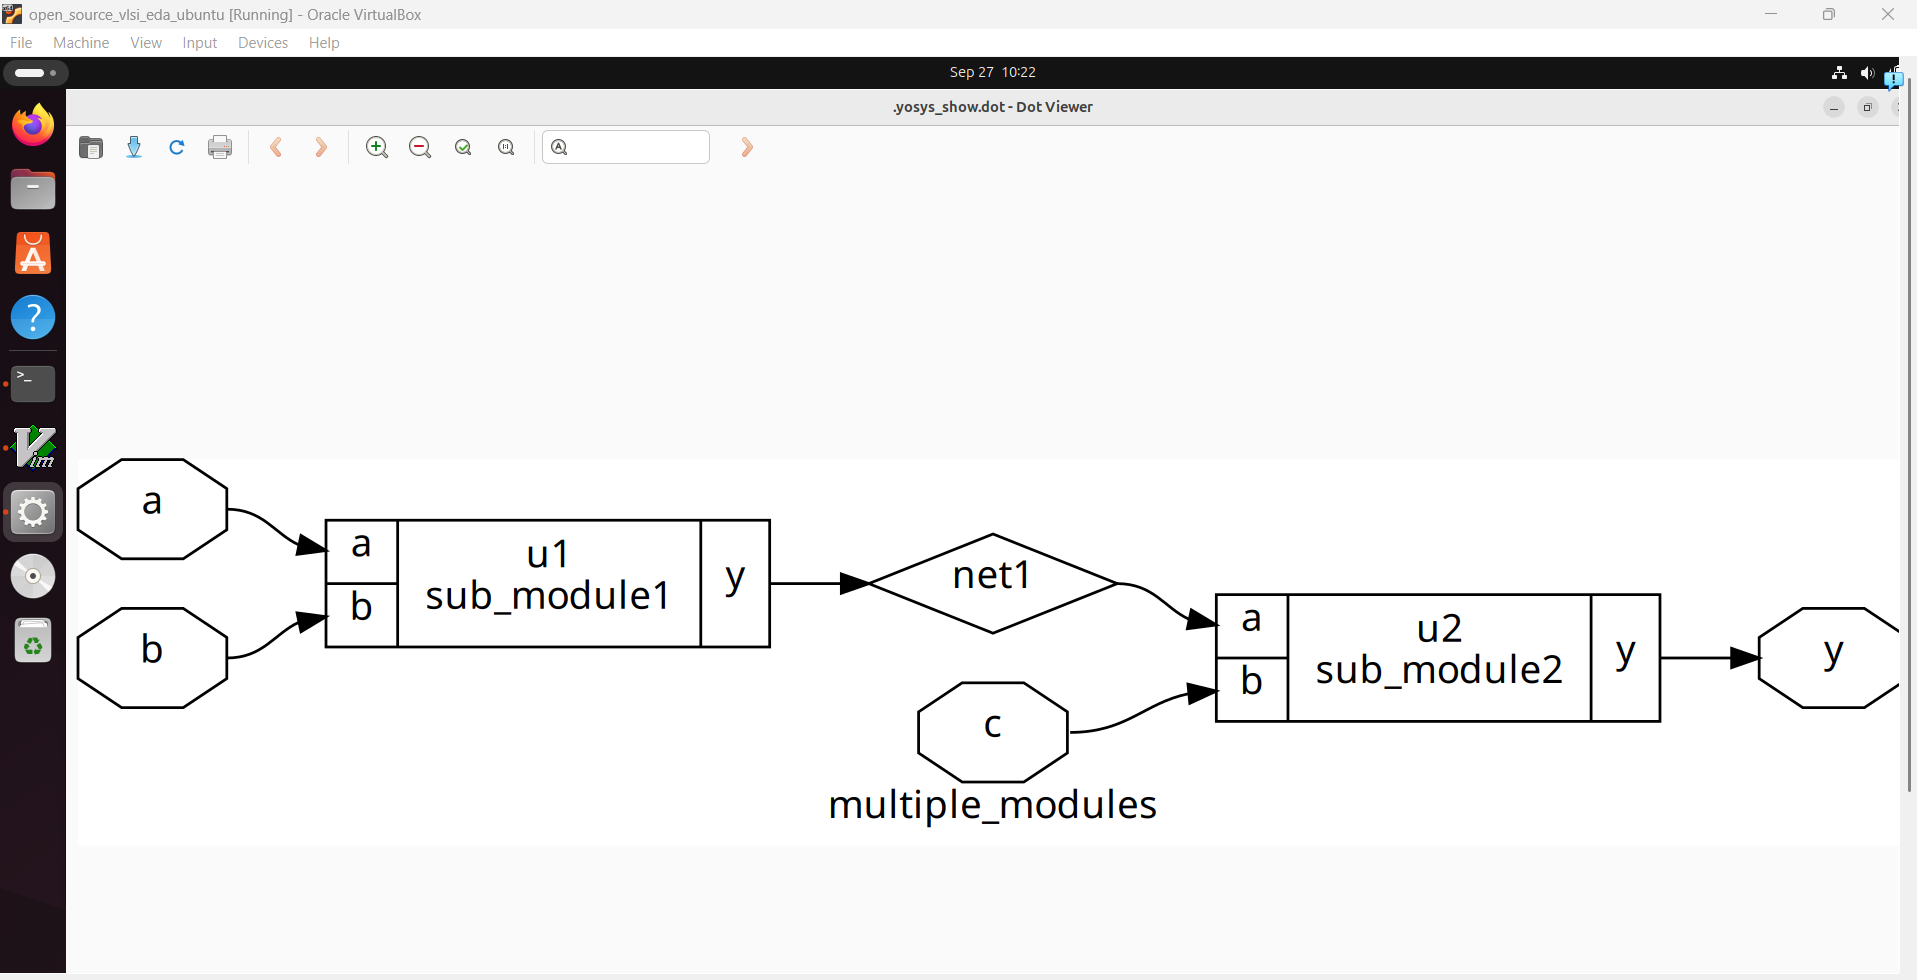 open_source_vlsi_eda_ubuntu [Running] - Oracle VirtualBox
File Machine View Input Devices Help
Sep 27 10:22
.yosys_show.dot - Dot Viewer
a
b
a
b
u1
sub_module1
y
net1
c
a
b
u2
sub_module2
y
y
multiple_modules